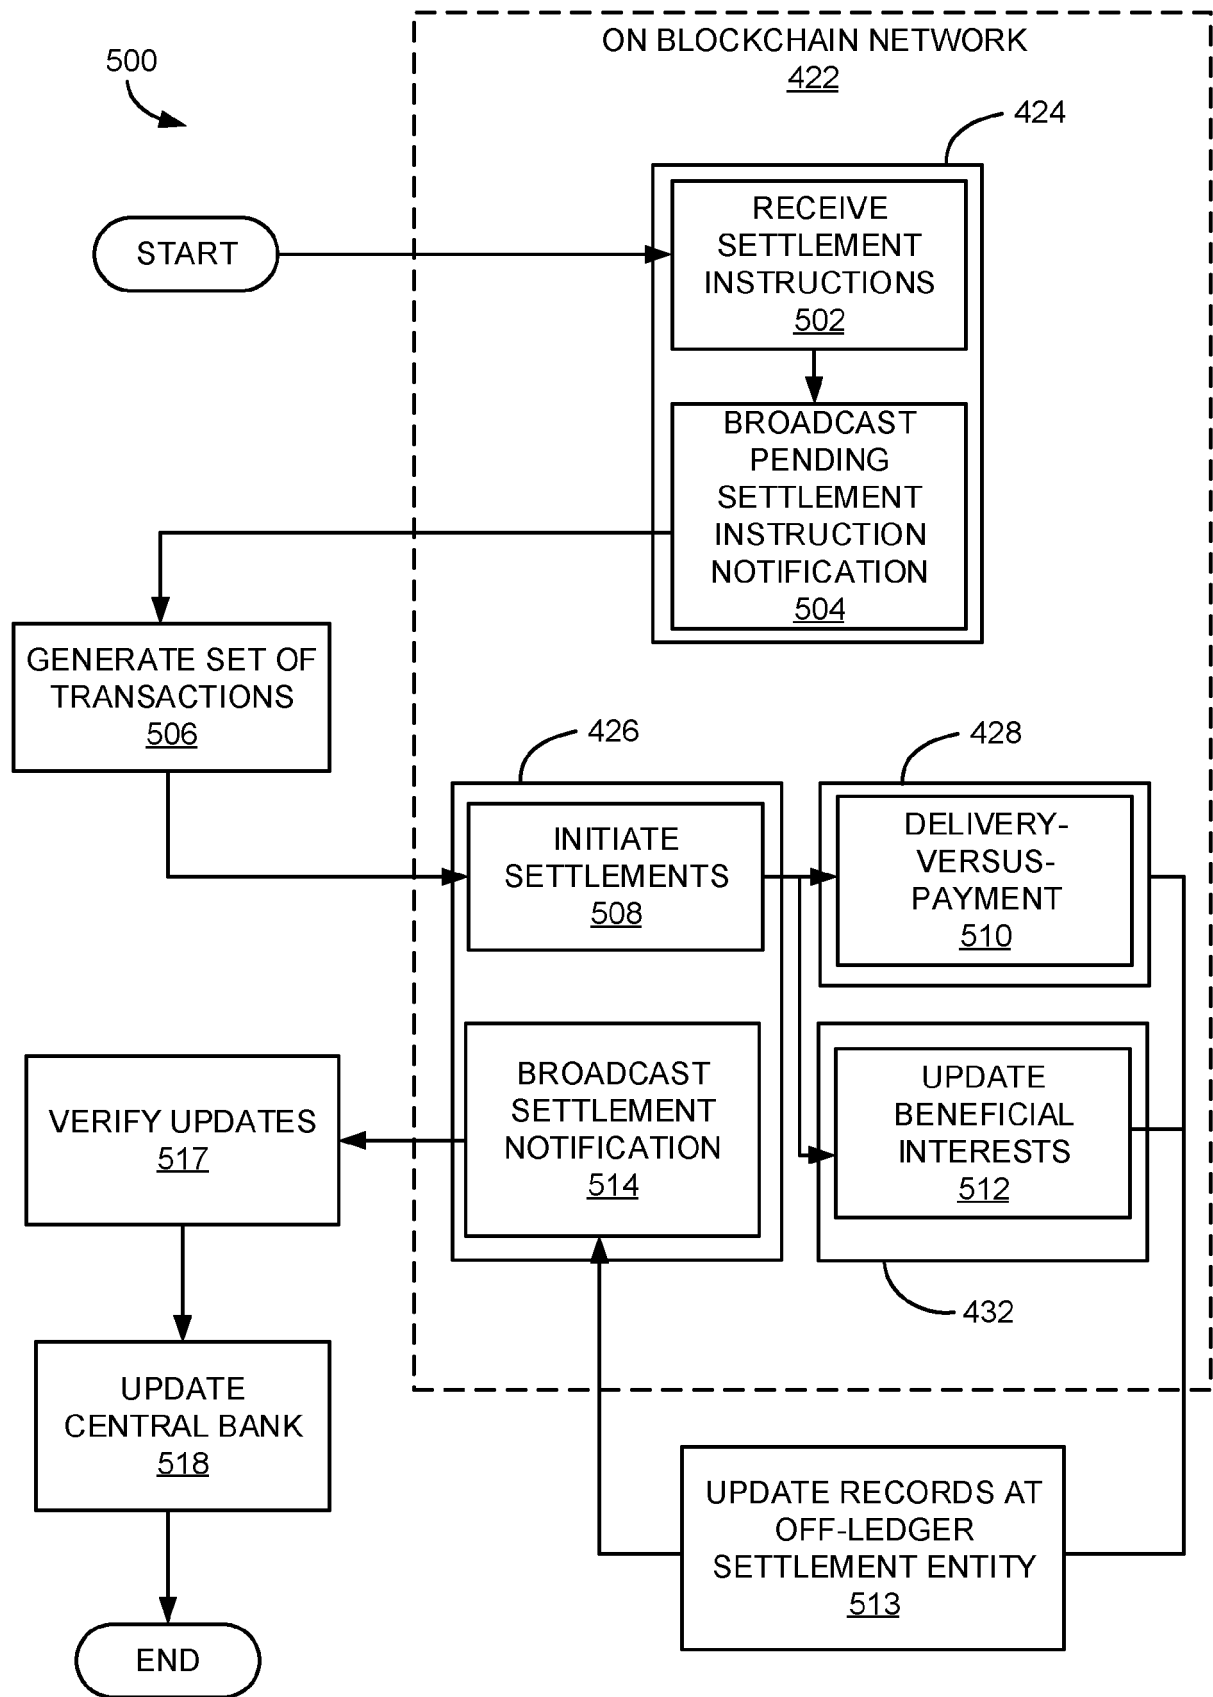 ON BLOCKCHAIN NETWORK
422
500
424
START
RECEIVE
SETTLEMENT
INSTRUCTIONS
502
BROADCAST
PENDING
SETTLEMENT
INSTRUCTION
NOTIFICATION
504
GENERATE SET OF
TRANSACTIONS
506
426
428
INITIATE
SETTLEMENTS
508
DELIVERY-
VERSUS-
PAYMENT
510
BROADCAST
SETTLEMENT
NOTIFICATION
514
UPDATE
BENEFICIAL
INTERESTS
512
VERIFY UPDATES
517
432
UPDATE
CENTRAL BANK
518
UPDATE RECORDS AT
OFF-LEDGER
SETTLEMENT ENTITY
513
END